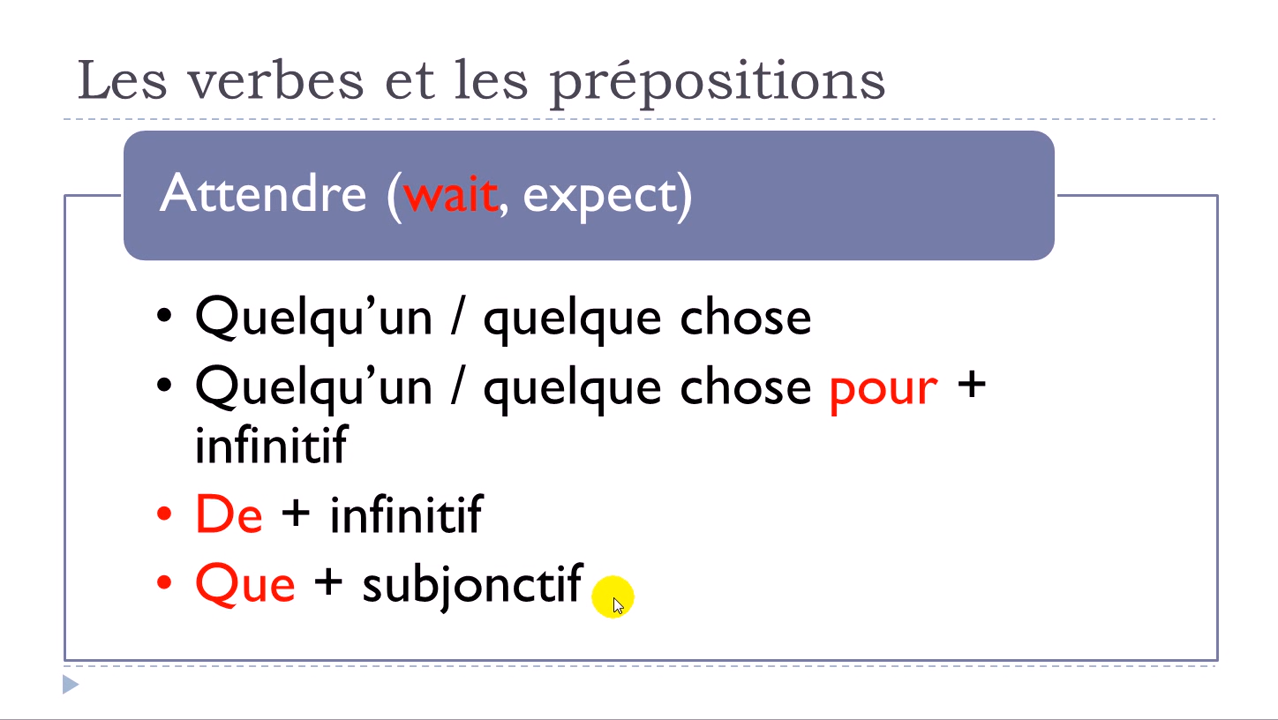 Les verbes et les prépositions
Attendre (wait, expect)
• Quelqu’un / quelque chose
• Quelqu’un / quelque chose pour +
infinitif
• De + infinitif
• Que + subjonctif